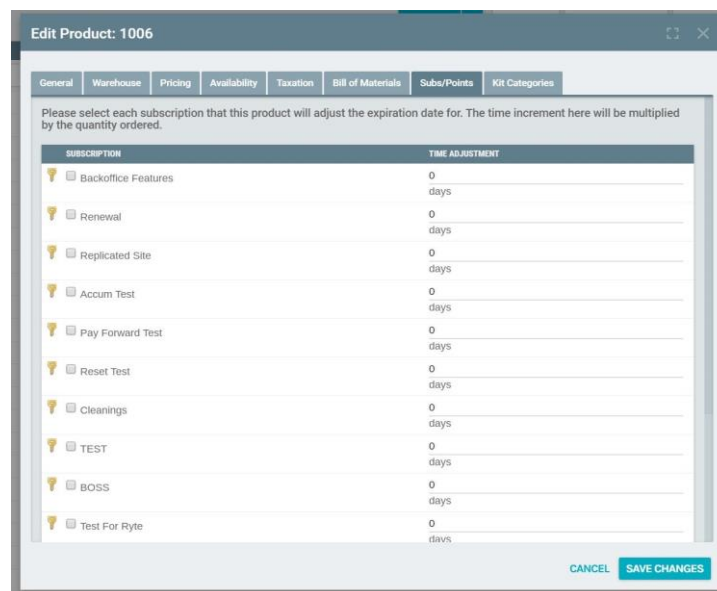 Edit Product: 1006
General Warehouse Pricing Availability Taxation Bill of Materials Subs/Points Kit Categories
Please select each subscription that this product will adjust the expiration date for. The time increment here will be multiplied
by the quantity ordered.
SUBSCRIPTION TIME ADJUSTMENT
Backoffice Features 0
days
Renewal 0
days
Replicated Site 0
days
Accum Test 0
days
Pay Forward Test 0
days
Reset Test 0
days
Cleanings 0
days
TEST 0
days
BOSS 0
days
Test For Ryte 0
days
CANCEL SAVE CHANGES